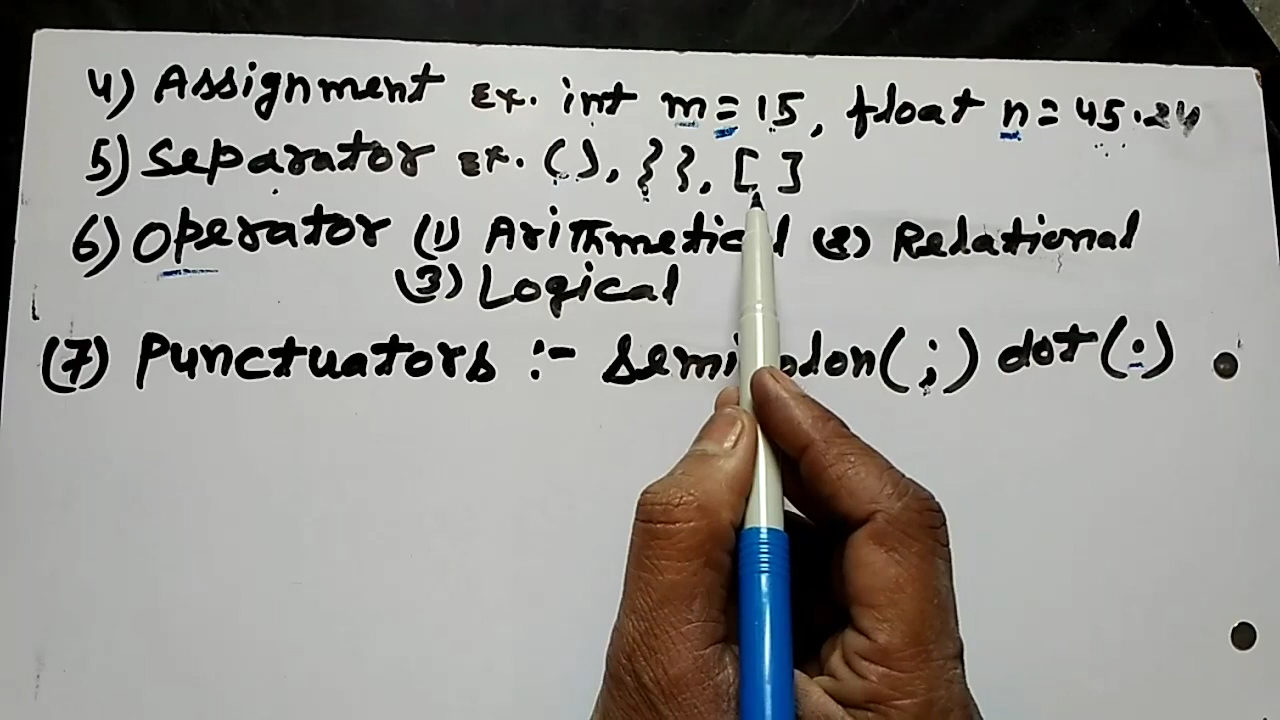 4) Assignment Ex. int m = 15, float n = 45.24
5) Separator Ex. ( ), { }, [ ]
6) Operator (1) Arithmetical (2) Relational
(3) Logical
(7) Punctuators :- Semicolon(;) dot(.)